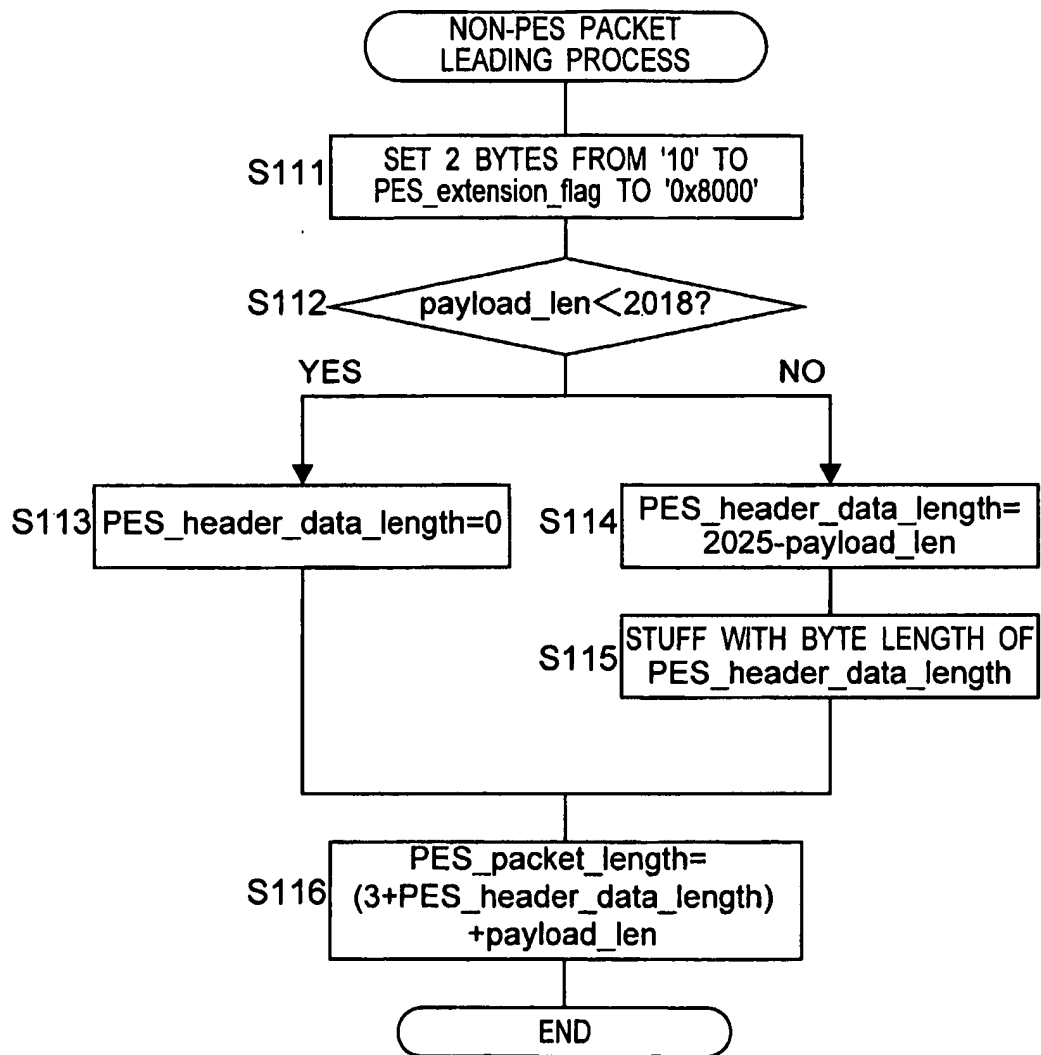 NON-PES PACKET
LEADING PROCESS
S111
SET 2 BYTES FROM '10' TO
PES_extension_flag TO '0x8000'
S112
payload_len<2018?
YES
NO
S113
PES_header_data_length=0
S114
PES_header_data_length=
2025-payload_len
S115
STUFF WITH BYTE LENGTH OF
PES_header_data_length
S116
PES_packet_length=
(3+PES_header_data_length)
+payload_len
END